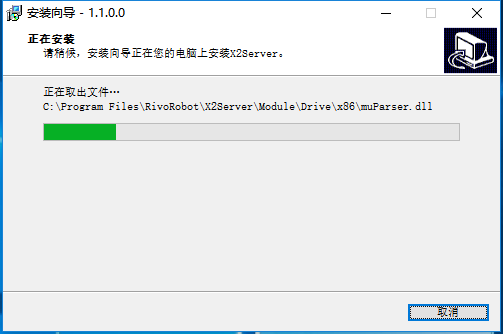 安装向导 - 1.1.0.0
正在安装
请稍候，安装向导正在您的电脑上安装X2Server。
正在取出文件…
C:\Program Files\RivoRobot\X2Server\Module\Drive\x86\muParser.dll
取消